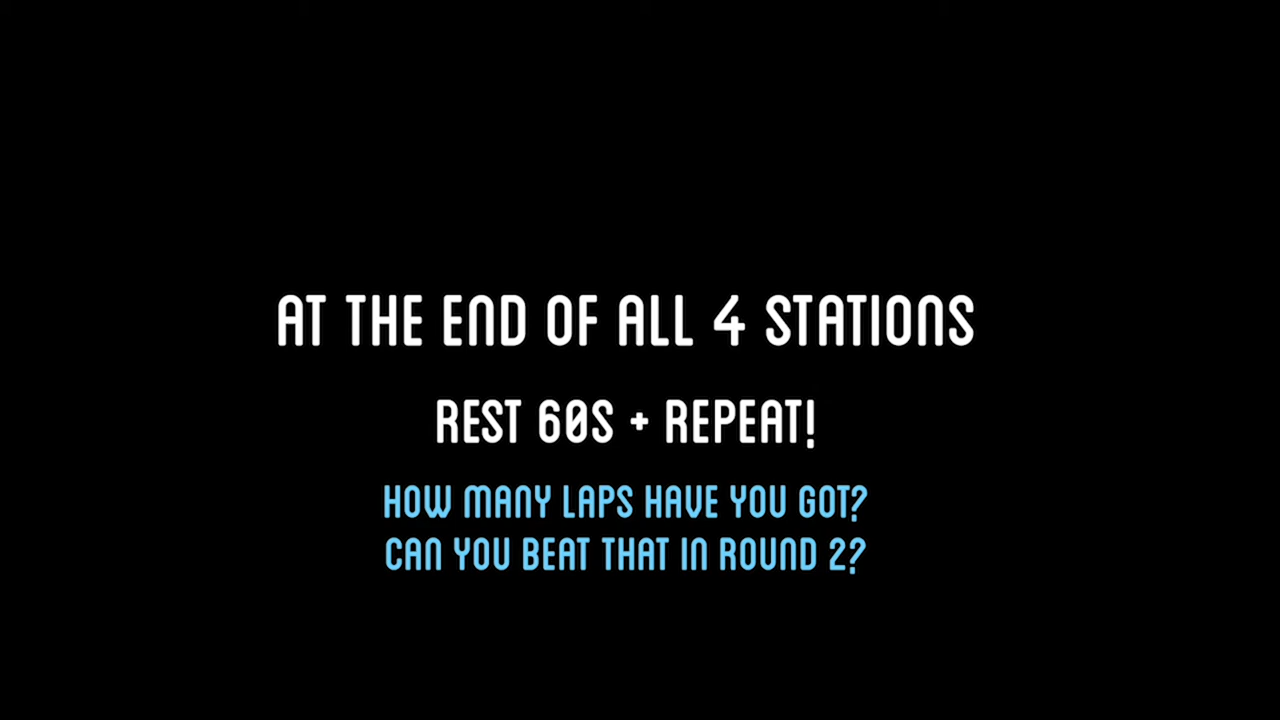 AT THE END OF ALL 4 STATIONS
REST 60S + REPEAT!
HOW MANY LAPS HAVE YOU GOT?
CAN YOU BEAT THAT IN ROUND 2?